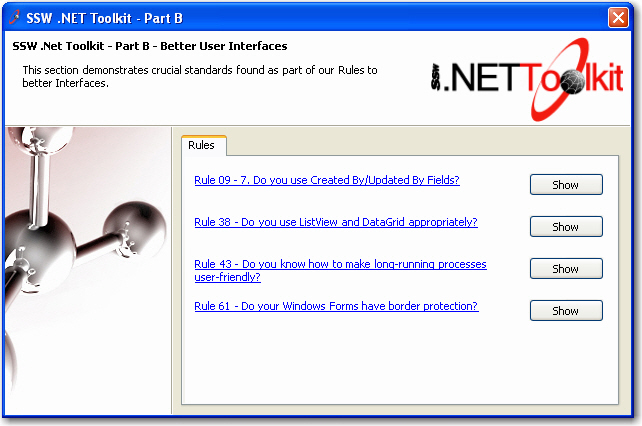 SSW .NET Toolkit - Part B
SSW .Net Toolkit - Part B - Better User Interfaces
This section demonstrates crucial standards found as part of our Rules to
better Interfaces.
SSW .NETToolkit
Rules
Rule 09 - 7. Do you use Created By/Updated By Fields?
Show
Rule 38 - Do you use ListView and DataGrid appropriately?
Show
Rule 43 - Do you know how to make long-running processes
user-friendly?
Show
Rule 61 - Do your Windows Forms have border protection?
Show